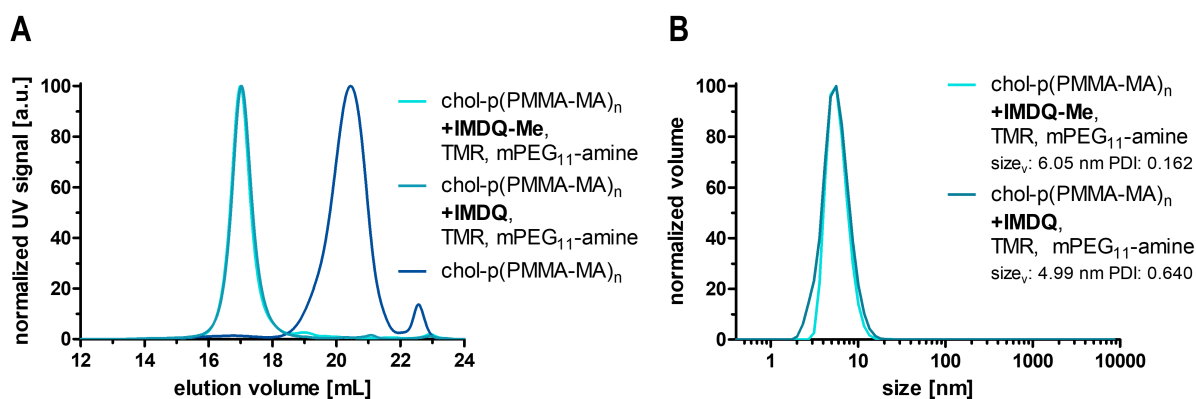 A
normalized UV signal [a.u.]
100
80
60
40
20
0
12 14 16 18 20 22 24
elution volume [mL]
chol-p(PMMA-MA)n
+IMDQ-Me,
TMR, mPEG11-amine
chol-p(PMMA-MA)n
+IMDQ,
TMR, mPEG11-amine
chol-p(PMMA-MA)n
B
normalized volume
100
80
60
40
20
0
1 10 100 1000 10000
size [nm]
chol-p(PMMA-MA)n
+IMDQ-Me,
TMR, mPEG11-amine
sizev: 6.05 nm PDI: 0.162
chol-p(PMMA-MA)n
+IMDQ,
TMR, mPEG11-amine
sizev: 4.99 nm PDI: 0.640